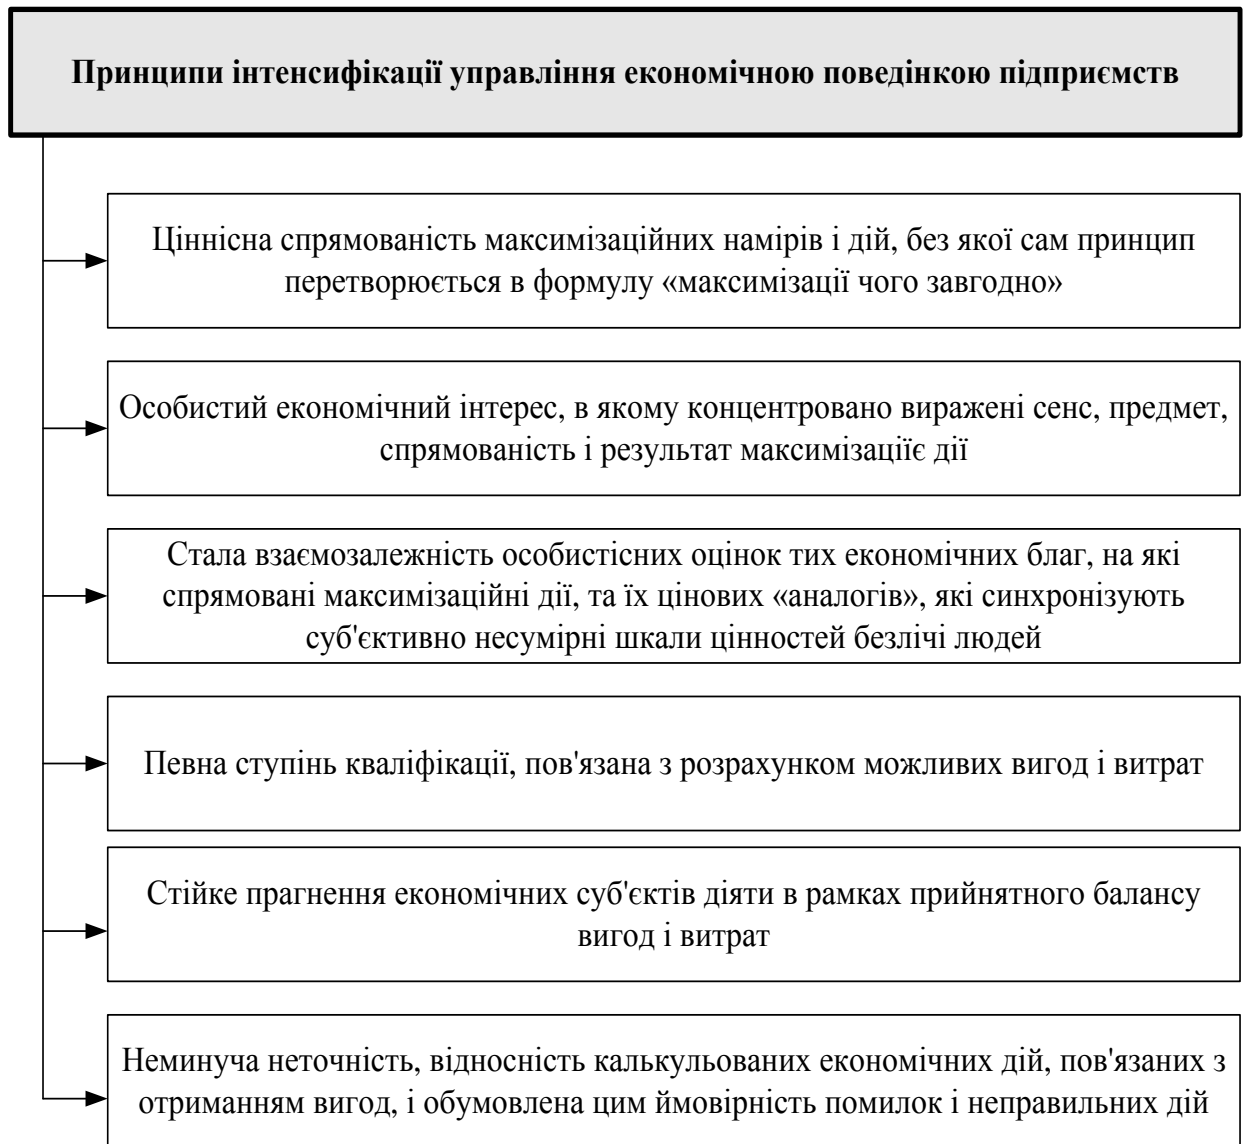 Принципи інтенсифікації управління економічною поведінкою підприємств
Ціннісна спрямованість максимізаційних намірів і дій, без якої сам принцип
перетворюється в формулу «максимізації чого завгодно»
Особистий економічний інтерес, в якому концентровано виражені сенс, предмет,
спрямованість і результат максимізаціїє дії
Стала взаємозалежність особистісних оцінок тих економічних благ, на які
спрямовані максимізаційні дії, та їх цінових «аналогів», які синхронізують
суб'єктивно несумірні шкали цінностей безлічі людей
Певна ступінь кваліфікації, пов'язана з розрахунком можливих вигод і витрат
Стійке прагнення економічних суб'єктів діяти в рамках прийнятного балансу
вигод і витрат
Неминуча неточність, відносність калькульованих економічних дій, пов'язаних з
отриманням вигод, і обумовлена цим ймовірність помилок і неправильних дій